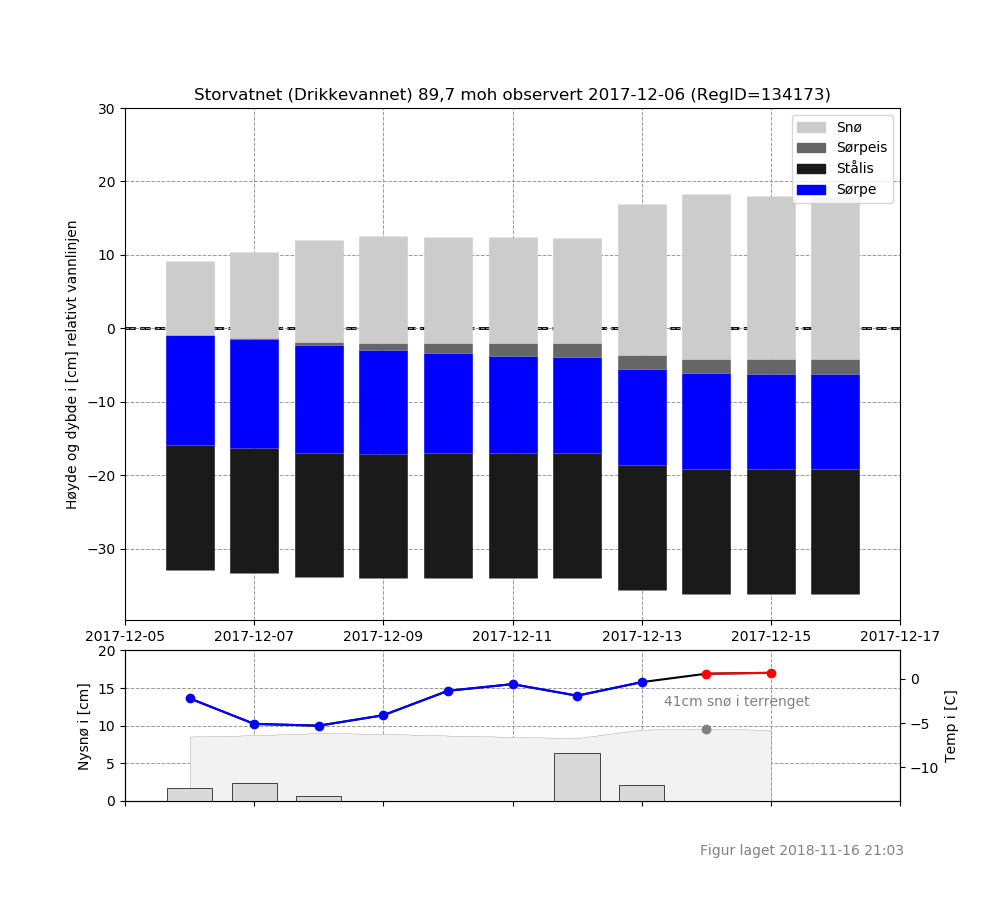 Storvatnet (Drikkevannet) 89,7 moh observert 2017-12-06 (RegID=134173)
Høyde og dybde i [cm] relativt vannlinjen
30
20
10
0
−10
−20
−30
Snø
Sørpeis
Stålis
Sørpe
2017-12-05 2017-12-07 2017-12-09 2017-12-11 2017-12-13 2017-12-15 2017-12-17
Nysnø i [cm]
20
15
10
5
0
41cm snø i terrenget
0
−5
−10
Temp i [C]
Figur laget 2018-11-16 21:03